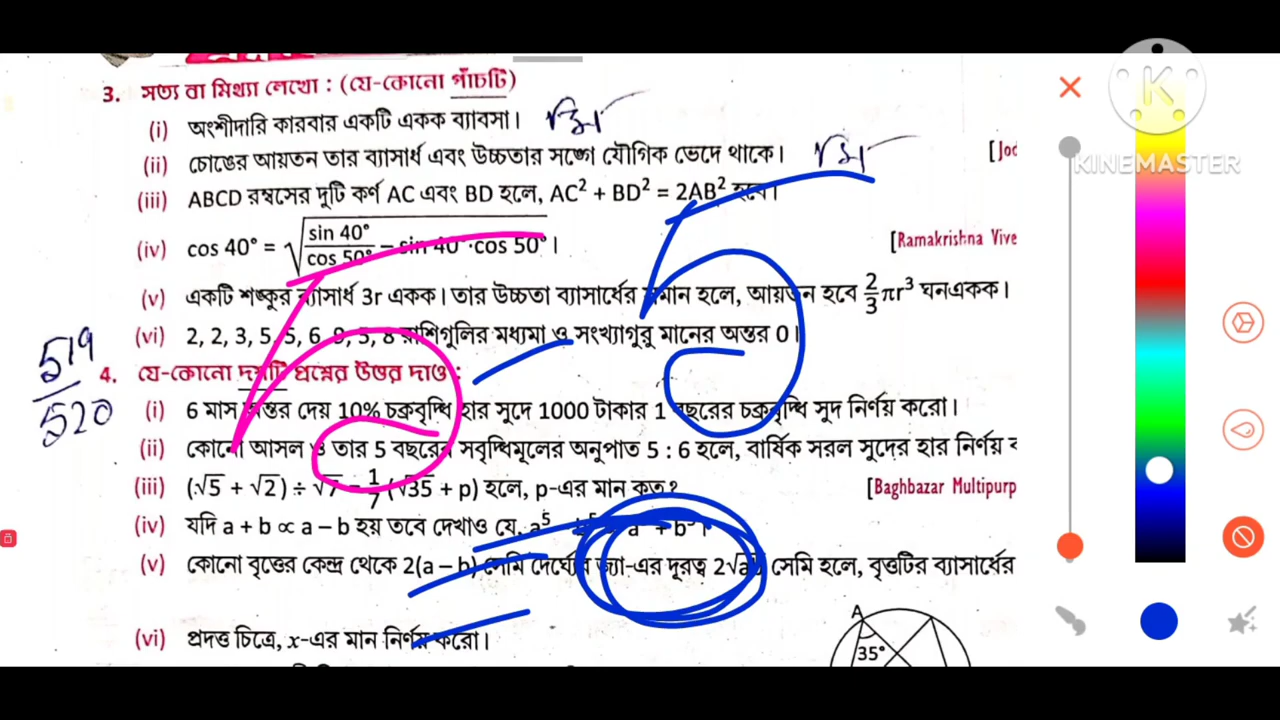 3. সত্য বা মিথ্যা লেখো : (যে-কোনো পাঁচটি)
(i) অংশীদারি কারবার একটি একক ব্যাবসা।
(ii) চোঙের আয়তন তার ব্যাসার্ধ এবং উচ্চতার সঙ্গে যৌগিক ভেদে থাকে। [Jod
KINEMASTER
(iii) ABCD রম্বসের দুটি কর্ণ AC এবং BD হলে, AC² + BD² = 2AB² হবে।
(iv) cos 40° = √(sin 40°/cos 50° − sin 40°·cos 50°)। [Ramakrishna Vive
(v) একটি শঙ্কুর ব্যাসার্ধ 3r একক। তার উচ্চতা ব্যাসার্ধের সমান হলে, আয়তন হবে 2/3 πr³ ঘনএকক।
(vi) 2, 2, 3, 5, 5, 6, 8 রাশিগুলির মধ্যমা ও সংখ্যাগুরু মানের অন্তর 0।
519/520
4. যে-কোনো দশটি প্রশ্নের উত্তর দাও :
(i) 6 মাস অন্তর দেয় 10% চক্রবৃদ্ধি হার সুদে 1000 টাকার 1 বছরের চক্রবৃদ্ধি সুদ নির্ণয় করো।
(ii) কোনো আসল ও তার 5 বছরের সবৃদ্ধিমূলের অনুপাত 5 : 6 হলে, বার্ষিক সরল সুদের হার নির্ণয় ক
(iii) (√5 + √2) ÷ √7 = 1/7 (√35 + p) হলে, p-এর মান কত? [Baghbazar Multipurp
(iv) যদি a + b ∝ a − b হয় তবে দেখাও যে,
(v) কোনো বৃত্তের কেন্দ্র থেকে 2(a − b) সেমি দৈর্ঘ্যের জ্যা-এর দূরত্ব 2√ab সেমি হলে, বৃত্তটির ব্যাসার্ধের
A
(vi) প্রদত্ত চিত্রে, x-এর মান নির্ণয় করো।
35°